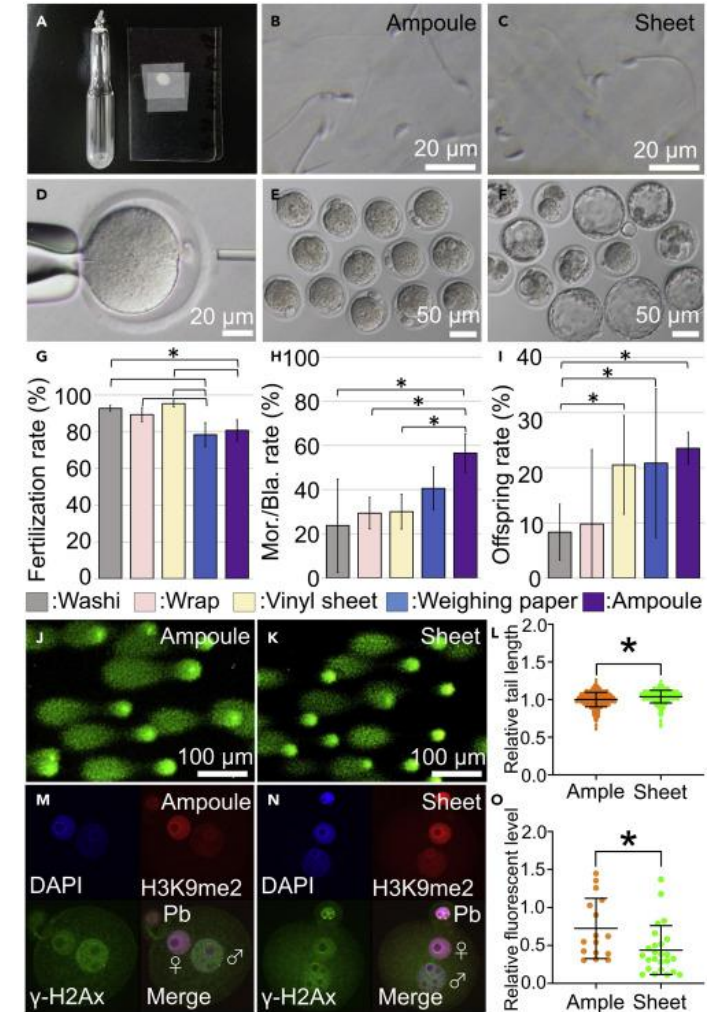 A
B
Ampoule
20 µm
C
Sheet
20 µm
D
20 µm
E
50 µm
F
50 µm
G
Fertilization rate (%)
100
80
60
40
20
0
*
H
Mor./Bla. rate (%)
100
80
60
40
20
0
*
*
*
I
Offspring rate (%)
40
30
20
10
0
*
*
*
:Washi :Wrap :Vinyl sheet :Weighing paper :Ampoule
J
Ampoule
100 µm
K
Sheet
100 µm
L
Relative tail length
2.0
1.5
1.0
0.5
0.0
*
Ample Sheet
M
Ampoule
DAPI
H3K9me2
Pb
♀
♂
γ-H2Ax
Merge
N
Sheet
DAPI
H3K9me2
Pb
♀
♂
γ-H2Ax
Merge
O
Relative fluorescent level
2.0
1.5
1.0
0.5
0.0
*
Ample Sheet